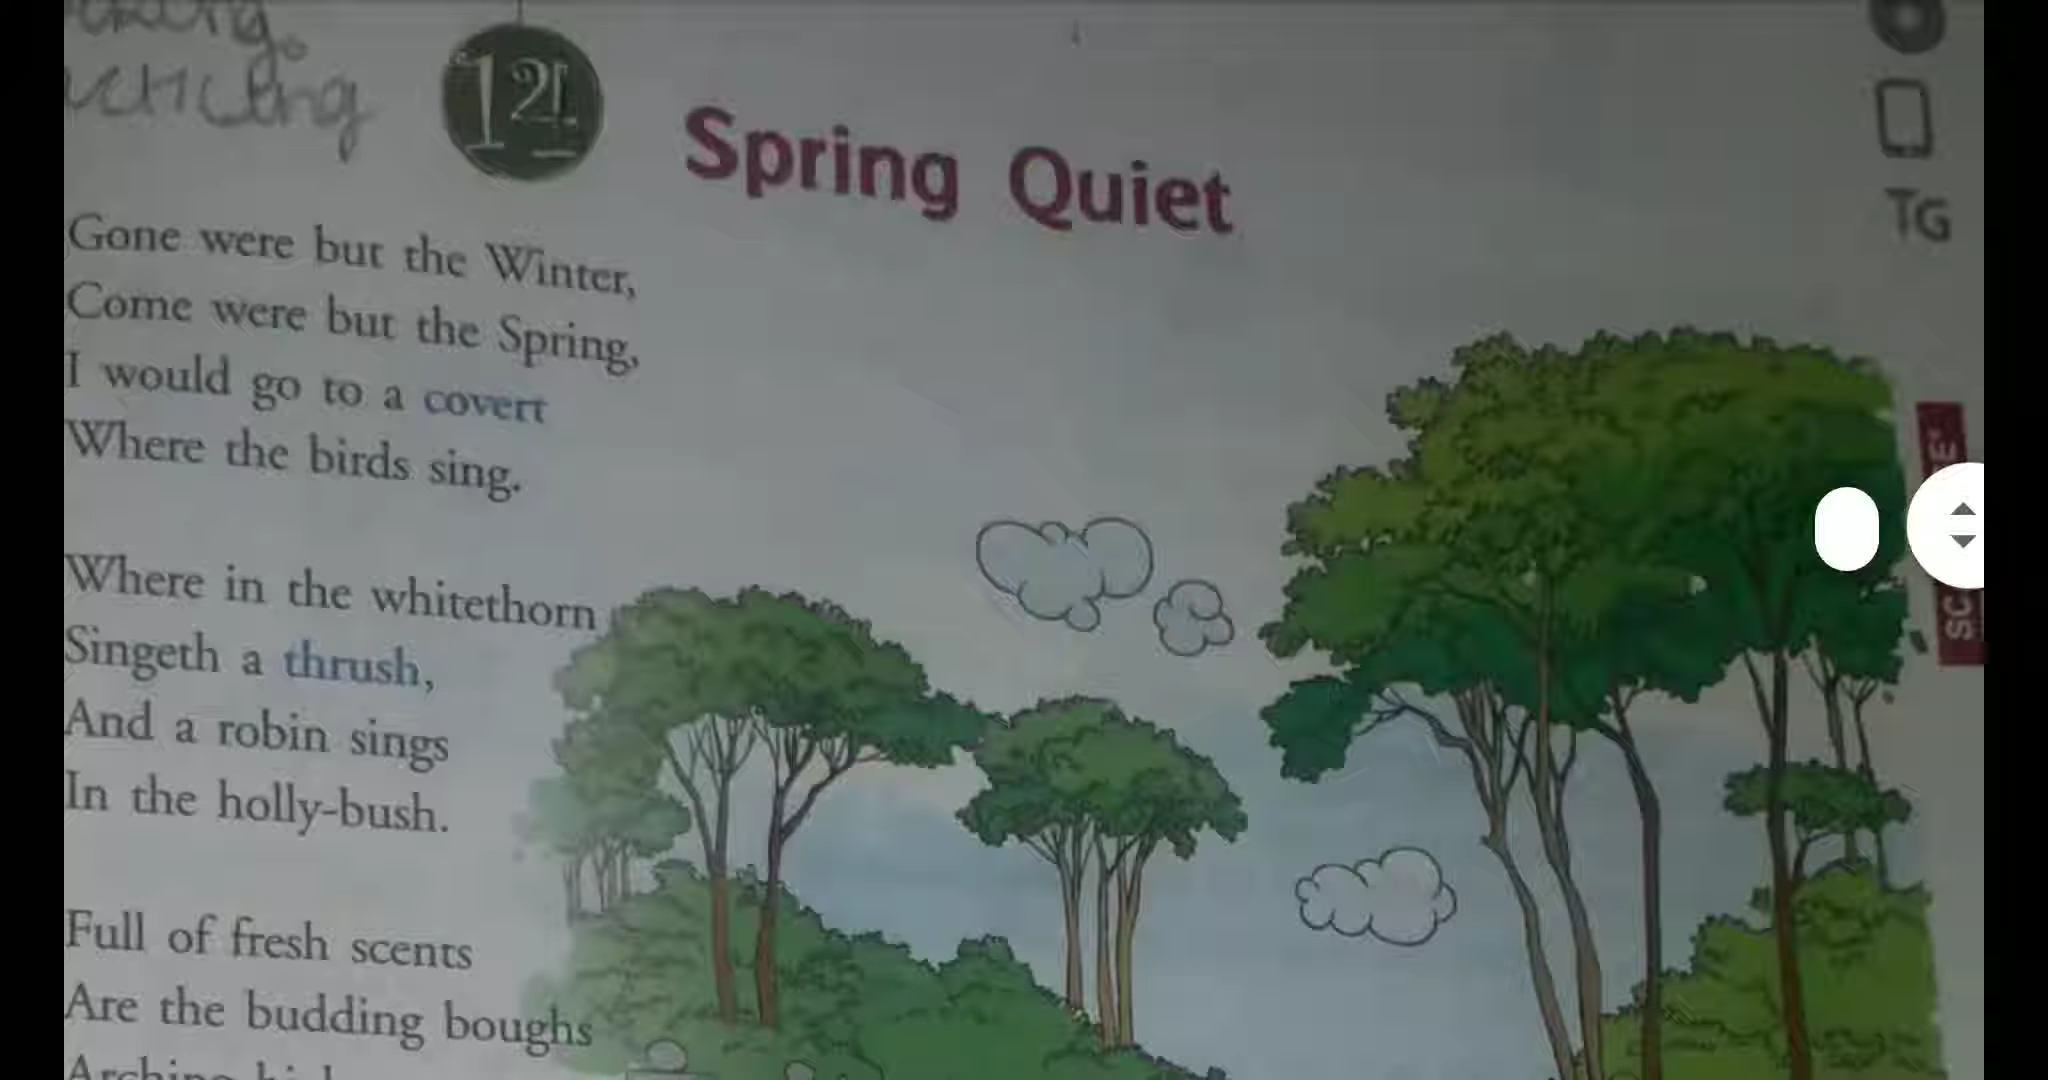 12
Spring Quiet
TG
Gone were but the Winter,
Come were but the Spring,
I would go to a covert
Where the birds sing.
Where in the whitethorn
Singeth a thrush,
And a robin sings
In the holly-bush.
Full of fresh scents
Are the budding boughs
Arching